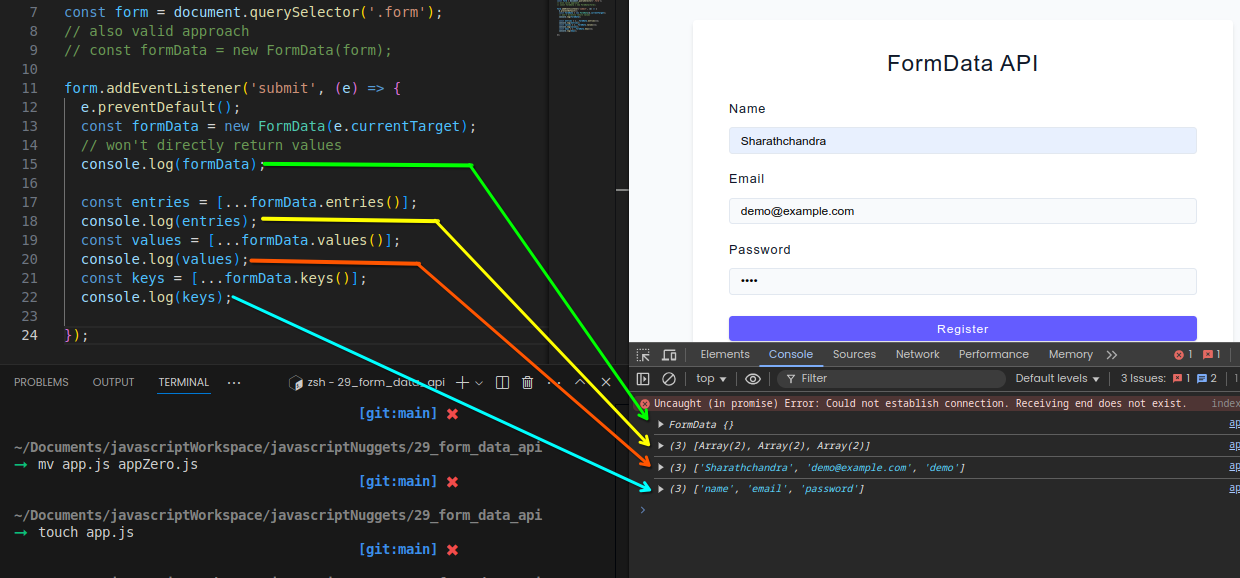 7 const form = document.querySelector('.form');
8 // also valid approach
9 // const formData = new FormData(form);
10
11 form.addEventListener('submit', (e) => {
12 e.preventDefault();
13 const formData = new FormData(e.currentTarget);
14 // won't directly return values
15 console.log(formData);
16
17 const entries = [...formData.entries()];
18 console.log(entries);
19 const values = [...formData.values()];
20 console.log(values);
21 const keys = [...formData.keys()];
22 console.log(keys);
23
24 });
PROBLEMS OUTPUT TERMINAL ... zsh - 29_form_data_api
[git:main] ✖
~/Documents/javascriptWorkspace/javascriptNuggets/29_form_data_api
→ mv app.js appZero.js
[git:main] ✖
~/Documents/javascriptWorkspace/javascriptNuggets/29_form_data_api
→ touch app.js
[git:main] ✖
FormData API
Name
Sharathchandra
Email
demo@example.com
Password
••••
Register
Elements Console Sources Network Performance Memory 1 1
top Filter Default levels 3 Issues: 1 2 1
Uncaught (in promise) Error: Could not establish connection. Receiving end does not exist. index
FormData {} ap
(3) [Array(2), Array(2), Array(2)] ap
(3) ['Sharathchandra', 'demo@example.com', 'demo'] ap
(3) ['name', 'email', 'password'] ap